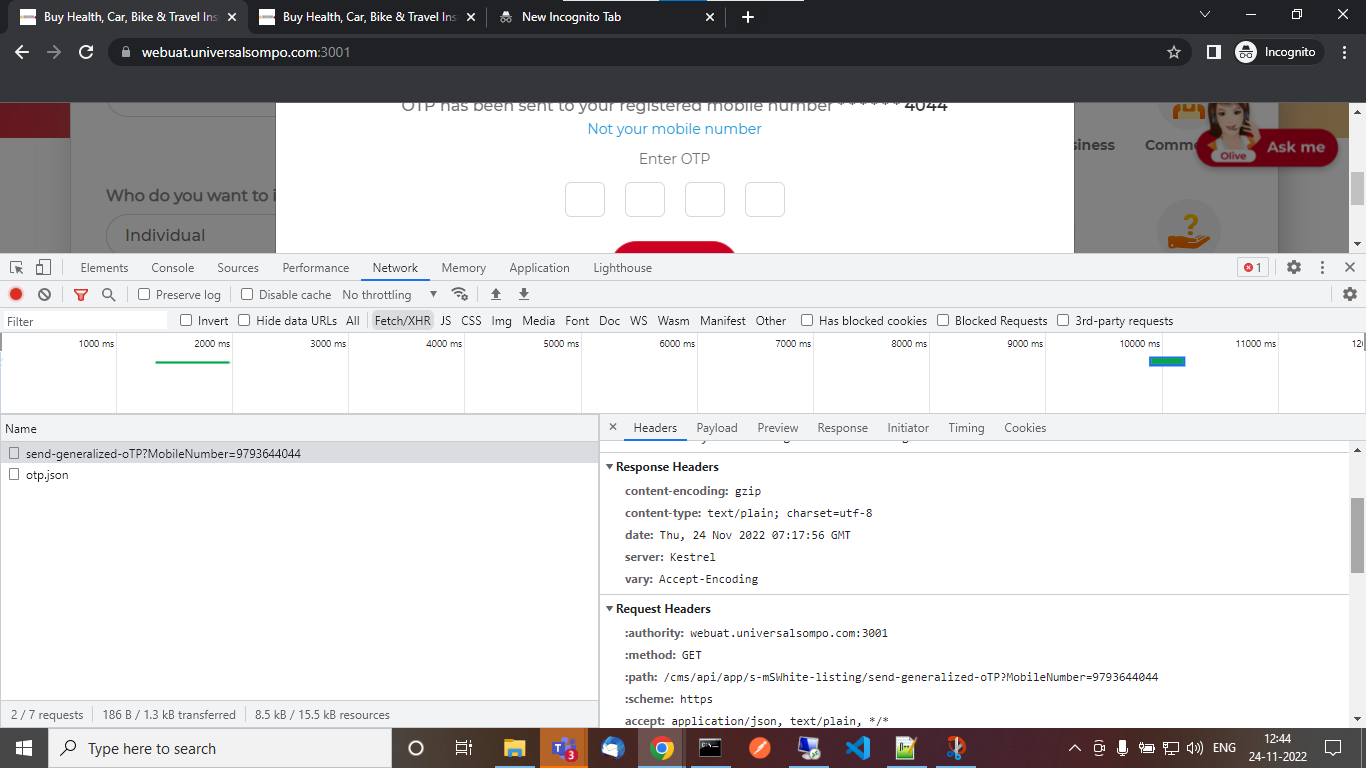 Buy Health, Car, Bike & Travel Ins
Buy Health, Car, Bike & Travel Ins
New Incognito Tab
webuat.universalsompo.com:3001
Incognito
OTP has been sent to your registered mobile number ****** 4044
Not your mobile number
Enter OTP
Who do you want to i
Individual
siness
Comme
Olive
Ask me
Elements Console Sources Performance Network Memory Application Lighthouse
1
Preserve log Disable cache No throttling
Filter
Invert Hide data URLs All Fetch/XHR JS CSS Img Media Font Doc WS Wasm Manifest Other Has blocked cookies Blocked Requests 3rd-party requests
1000 ms 2000 ms 3000 ms 4000 ms 5000 ms 6000 ms 7000 ms 8000 ms 9000 ms 10000 ms 11000 ms 120
Name
send-generalized-oTP?MobileNumber=9793644044
otp.json
2 / 7 requests 186 B / 1.3 kB transferred 8.5 kB / 15.5 kB resources
Headers Payload Preview Response Initiator Timing Cookies
Response Headers
content-encoding: gzip
content-type: text/plain; charset=utf-8
date: Thu, 24 Nov 2022 07:17:56 GMT
server: Kestrel
vary: Accept-Encoding
Request Headers
:authority: webuat.universalsompo.com:3001
:method: GET
:path: /cms/api/app/s-mSWhite-listing/send-generalized-oTP?MobileNumber=9793644044
:scheme: https
accept: application/json, text/plain, */*
Type here to search
3
ENG
12:44
24-11-2022